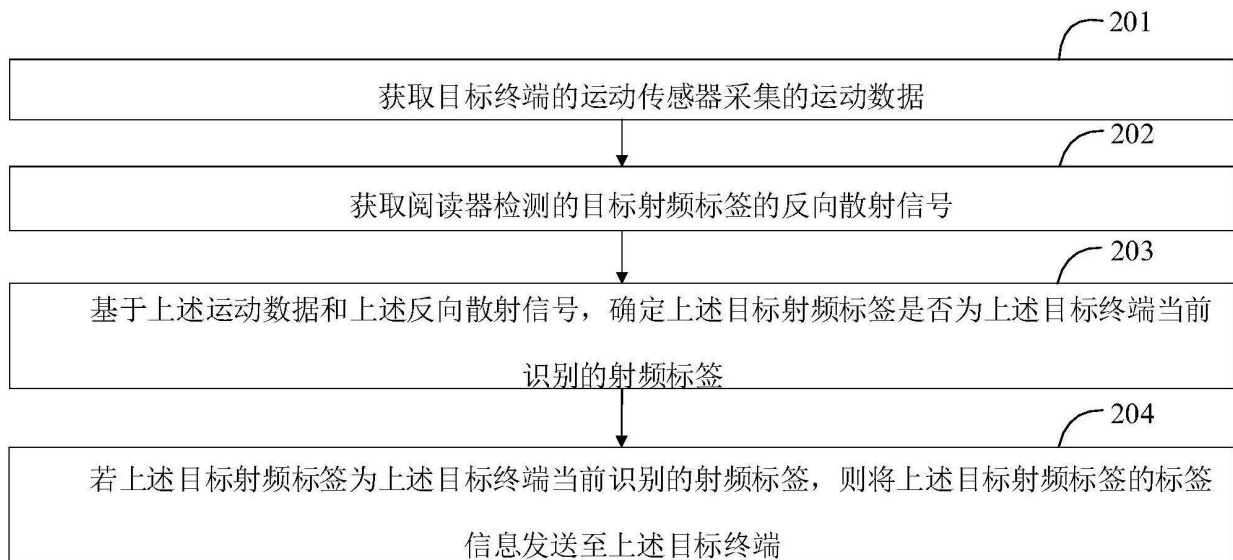 201
获取目标终端的运动传感器采集的运动数据
202
获取阅读器检测的目标射频标签的反向散射信号
203
基于上述运动数据和上述反向散射信号，确定上述目标射频标签是否为上述目标终端当前
识别的射频标签
204
若上述目标射频标签为上述目标终端当前识别的射频标签，则将上述目标射频标签的标签
信息发送至上述目标终端